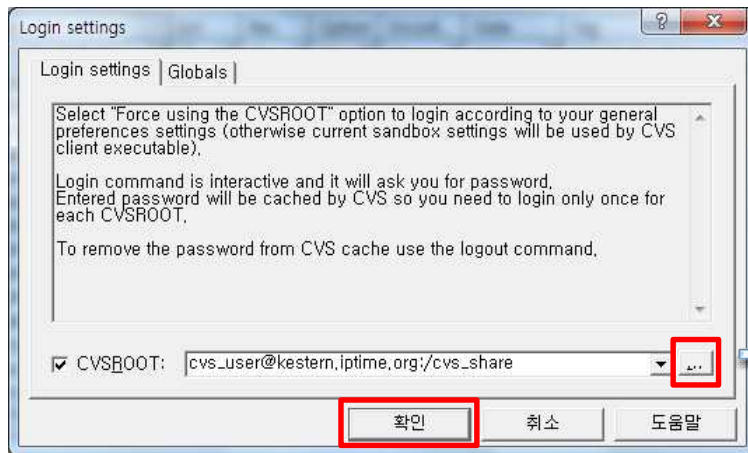 Login settings
Login settings
Globals
Select "Force using the CVSROOT" option to login according to your general
preferences settings (otherwise current sandbox settings will be used by CVS
client executable).
Login command is interactive and it will ask you for password.
Entered password will be cached by CVS so you need to login only once for
each CVSROOT.
To remove the password from CVS cache use the logout command.
CVSROOT: cvs_user@kestern.iptime.org:/cvs_share ...
확인 취소 도움말